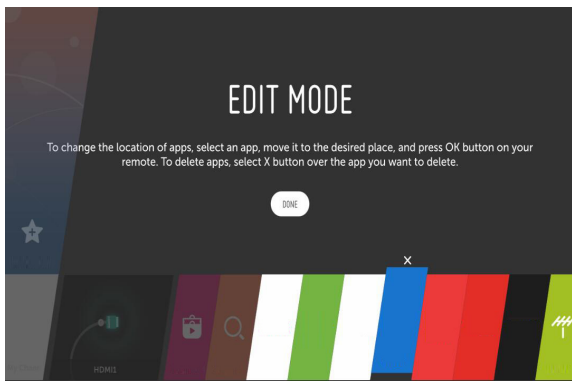 EDIT MODE
To change the location of apps, select an app, move it to the desired place, and press OK button on your
remote. To delete apps, select X button over the app you want to delete.
DONE
X
HDMI1